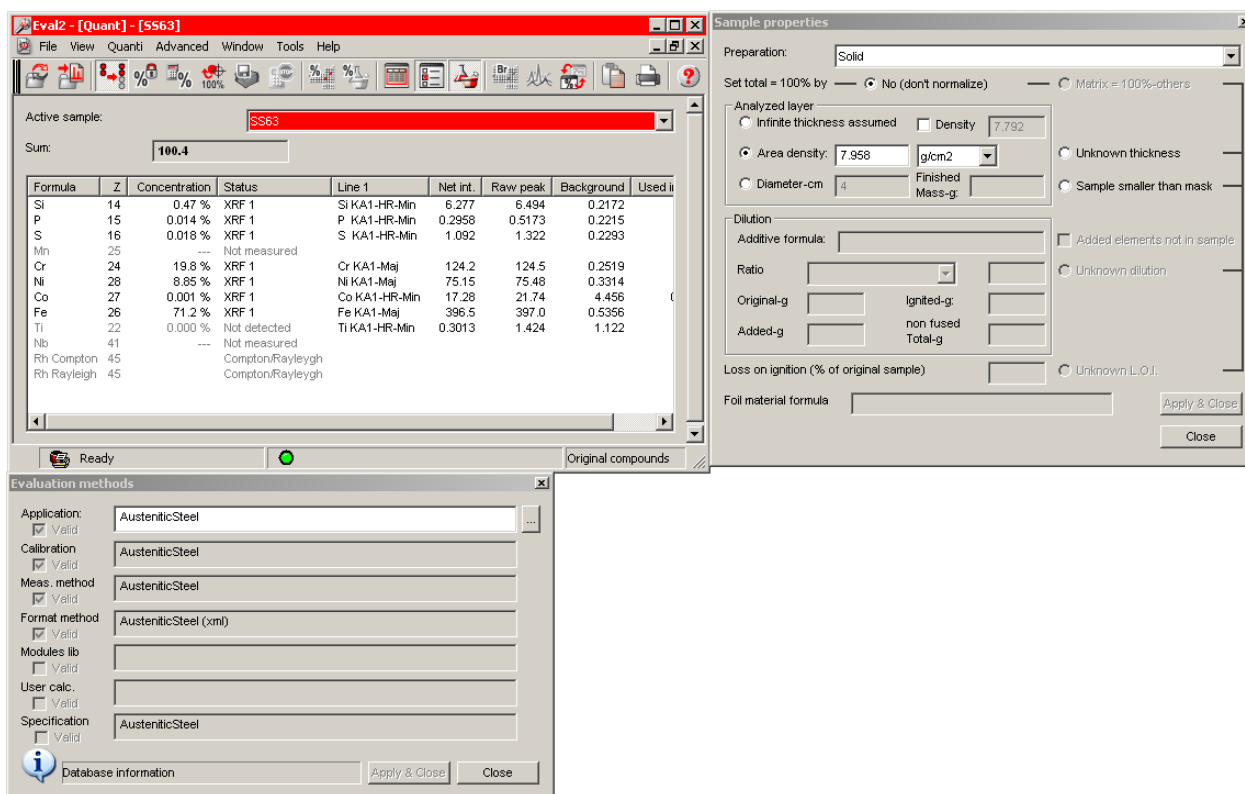 Eval2 - [Quant] - [SS63]
File View Quanti Advanced Window Tools Help
Active sample: SS63
Sum: 100.4
Formula Z Concentration Status Line 1 Net int. Raw peak Background Used i
Si 14 0.47 % XRF 1 Si KA1-HR-Min 6.277 6.494 0.2172
P 15 0.014 % XRF 1 P KA1-HR-Min 0.2958 0.5173 0.2215
S 16 0.018 % XRF 1 S KA1-HR-Min 1.092 1.322 0.2293
Mn 25 --- Not measured
Cr 24 19.8 % XRF 1 Cr KA1-Maj 124.2 124.5 0.2519
Ni 28 8.85 % XRF 1 Ni KA1-Maj 75.15 75.48 0.3314
Co 27 0.001 % XRF 1 Co KA1-HR-Min 17.28 21.74 4.456
Fe 26 71.2 % XRF 1 Fe KA1-Maj 396.5 397.0 0.5356
Ti 22 0.000 % Not detected Ti KA1-HR-Min 0.3013 1.424 1.122
Nb 41 --- Not measured
Rh Compton 45 Compton/Rayleygh
Rh Rayleigh 45 Compton/Rayleygh
Ready Original compounds
Sample properties
Preparation: Solid
Set total = 100% by No (don't normalize) Matrix = 100%-others
Analyzed layer
Infinite thickness assumed Density 7.792
Area density: 7.958 g/cm2 Unknown thickness
Diameter-cm 4 Finished Mass-g: Sample smaller than mask
Dilution
Additive formula: Added elements not in sample
Ratio Unknown dilution
Original-g Ignited-g:
Added-g non fused Total-g
Loss on ignition (% of original sample) Unknown L.O.I.
Foil material formula Apply & Close
Close
Evaluation methods
Application: AusteniticSteel ...
Valid
Calibration AusteniticSteel
Valid
Meas. method AusteniticSteel
Valid
Format method AusteniticSteel (xml)
Valid
Modules lib
Valid
User calc.
Valid
Specification AusteniticSteel
Valid
Database information Apply & Close Close